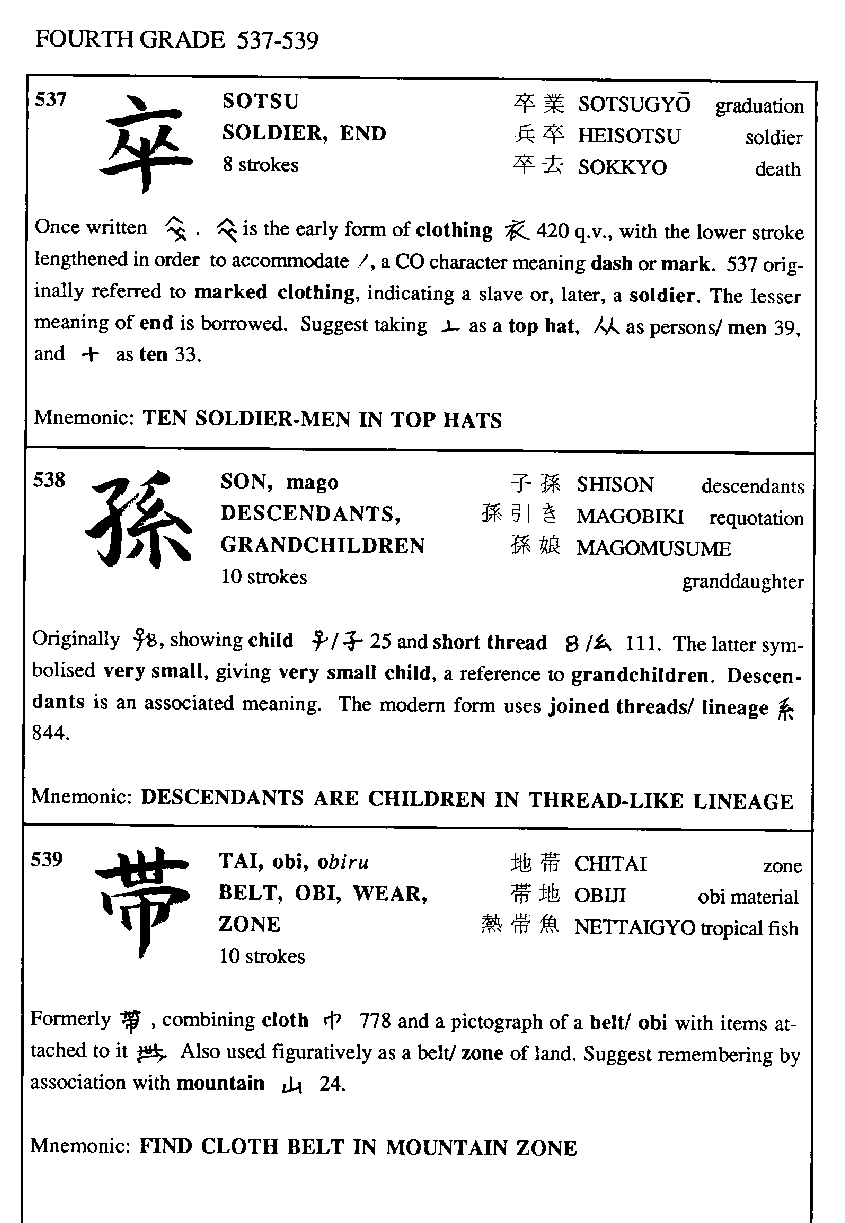 FOURTH GRADE 537-539
537 卒 SOTSU 卒業 SOTSUGYŌ graduation
SOLDIER, END 兵卒 HEISOTSU soldier
8 strokes 卒去 SOKKYO death
Once written . is the early form of clothing 420 q.v., with the lower stroke
lengthened in order to accommodate ノ, a CO character meaning dash or mark. 537 orig-
inally referred to marked clothing, indicating a slave or, later, a soldier. The lesser
meaning of end is borrowed. Suggest taking 亠 as a top hat, 从 as persons/ men 39,
and 十 as ten 33.
Mnemonic: TEN SOLDIER-MEN IN TOP HATS
538 孫 SON, mago 子孫 SHISON descendants
DESCENDANTS, 孫引き MAGOBIKI requotation
GRANDCHILDREN 孫娘 MAGOMUSUME
10 strokes granddaughter
Originally , showing child / 子 25 and short thread / 幺 111. The latter sym-
bolised very small, giving very small child, a reference to grandchildren. Descen-
dants is an associated meaning. The modern form uses joined threads/ lineage 系
844.
Mnemonic: DESCENDANTS ARE CHILDREN IN THREAD-LIKE LINEAGE
539 帯 TAI, obi, obiru 地帯 CHITAI zone
BELT, OBI, WEAR, 帯地 OBIJI obi material
ZONE 熱帯魚 NETTAIGYO tropical fish
10 strokes
Formerly 帶 , combining cloth 巾 778 and a pictograph of a belt/ obi with items at-
tached to it . Also used figuratively as a belt/ zone of land. Suggest remembering by
association with mountain 山 24.
Mnemonic: FIND CLOTH BELT IN MOUNTAIN ZONE